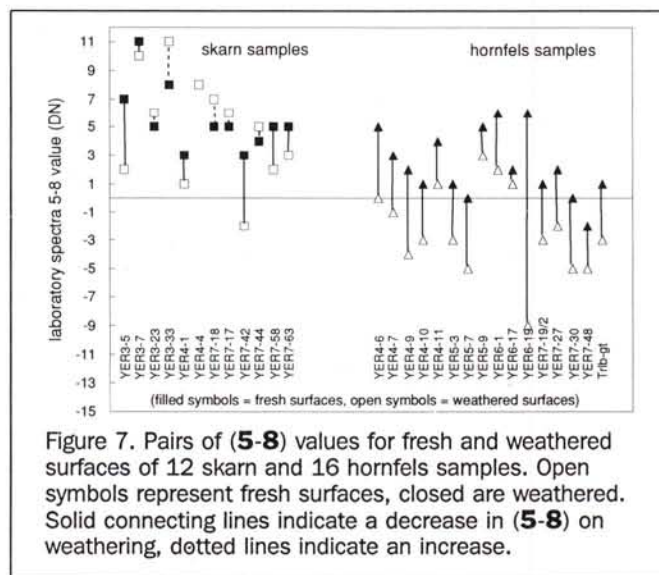 skarn samples
hornfels samples
laboratory spectra 5-8 value (DN)
11
9
7
5
3
1
-1
-3
-5
-7
-9
-11
-13
-15
YER3-5
YER3-7
YER3-23
YER3-33
YER4-1
YER4-4
YER7-18
YER7-17
YER7-42
YER7-44
YER7-58
YER7-63
YER4-6
YER4-7
YER4-9
YER4-10
YER4-11
YER5-3
YER5-7
YER5-9
YER6-1
YER6-17
YER6-19
YER7-19/2
YER7-27
YER7-30
YER7-48
Trib-gt
(filled symbols = fresh surfaces, open symbols = weathered surfaces)
Figure 7. Pairs of (5-8) values for fresh and weathered
surfaces of 12 skarn and 16 hornfels samples. Open
symbols represent fresh surfaces, closed are weathered.
Solid connecting lines indicate a decrease in (5-8) on
weathering, dotted lines indicate an increase.